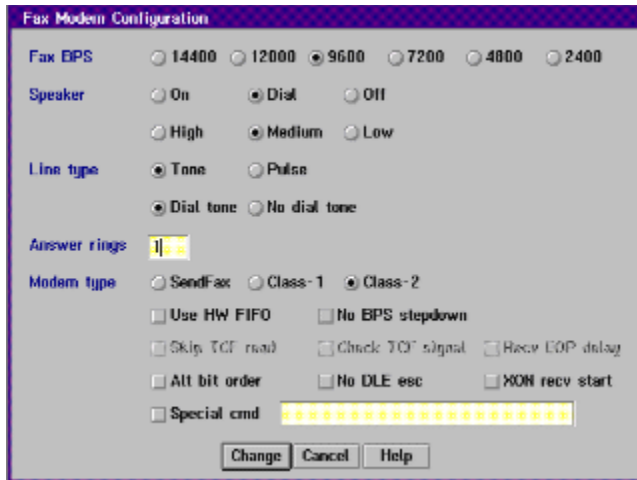 Fax Modem Configuration
Fax BPS 14400 12000 9600 7200 4800 2400
Speaker On Dial Off
High Medium Low
Line type Tone Pulse
Dial tone No dial tone
Answer rings 1
Modem type SendFax Class-1 Class-2
Use HW FIFO No BPS stepdown
Skip TCF read Check TCF signal Recv EOP delay
Alt bit order No DLE esc XON recv start
Special cmd
Change Cancel Help